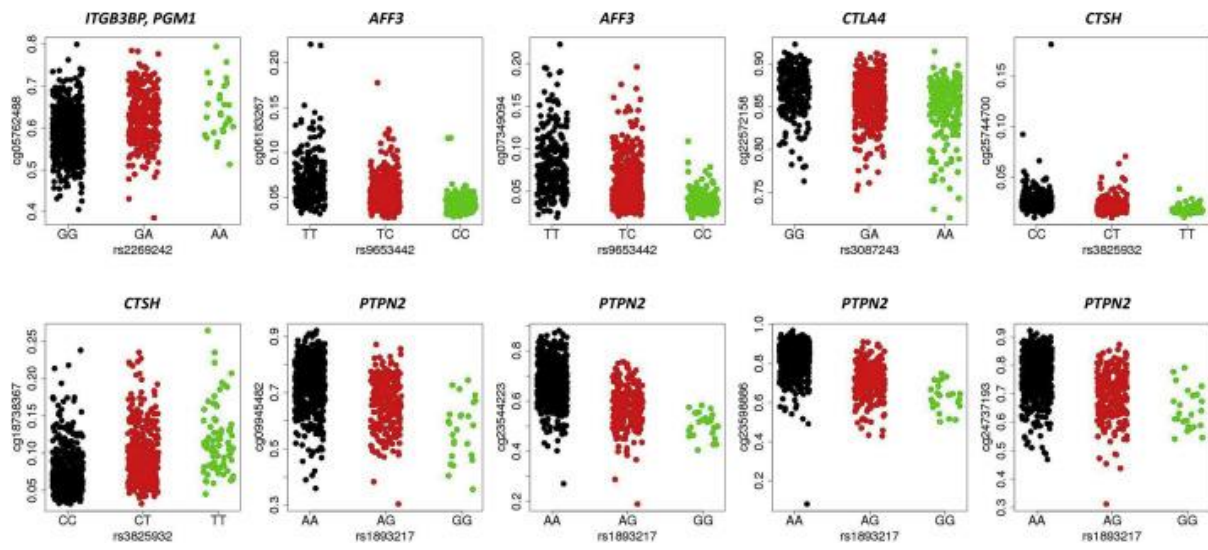 ITGB3BP, PGM1
cg05762488
0.8
0.7
0.6
0.5
0.4
GG GA AA
rs2269242
AFF3
cg06183267
0.20
0.15
0.10
0.05
TT TC CC
rs9653442
AFF3
cg07349094
0.20
0.15
0.10
0.05
TT TC CC
rs9653442
CTLA4
cg22572158
0.90
0.85
0.80
0.75
GG GA AA
rs3087243
CTSH
cg25744700
0.15
0.10
0.05
CC CT TT
rs3825932
CTSH
cg18738367
0.25
0.20
0.15
0.10
0.05
CC CT TT
rs3825932
PTPN2
cg09945482
0.9
0.7
0.5
0.3
AA AG GG
rs1893217
PTPN2
cg23544223
0.8
0.6
0.4
0.2
AA AG GG
rs1893217
PTPN2
cg23598886
1.0
0.8
0.6
0.4
0.2
AA AG GG
rs1893217
PTPN2
cg24737193
0.9
0.8
0.7
0.6
0.5
0.4
0.3
AA AG GG
rs1893217